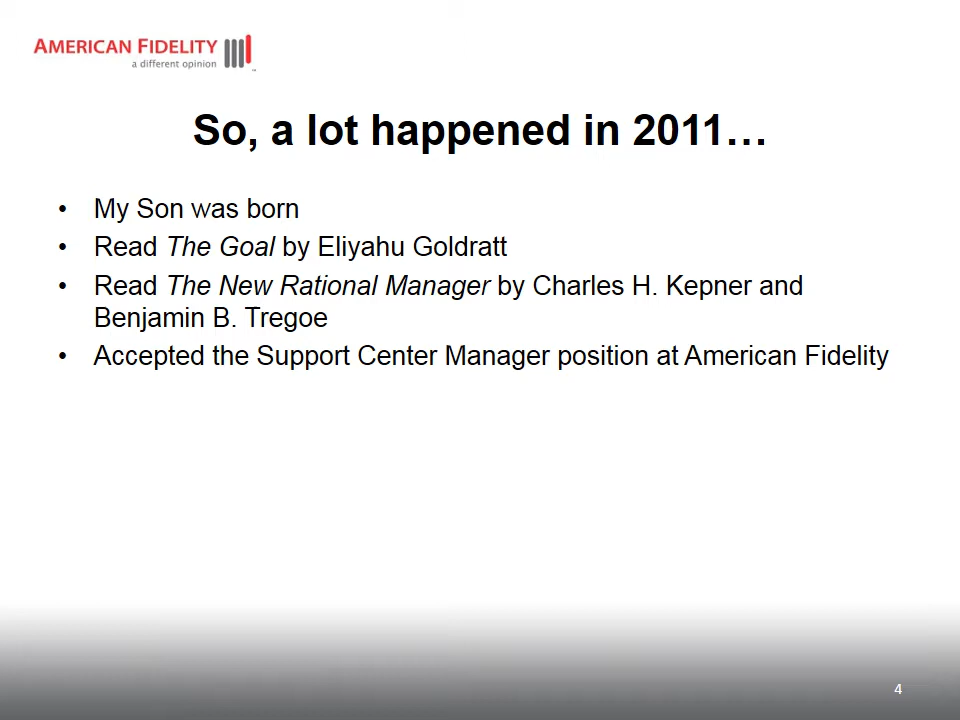 AMERICAN FIDELITY
a different opinion
So, a lot happened in 2011…
• My Son was born
• Read The Goal by Eliyahu Goldratt
• Read The New Rational Manager by Charles H. Kepner and
Benjamin B. Tregoe
• Accepted the Support Center Manager position at American Fidelity
4